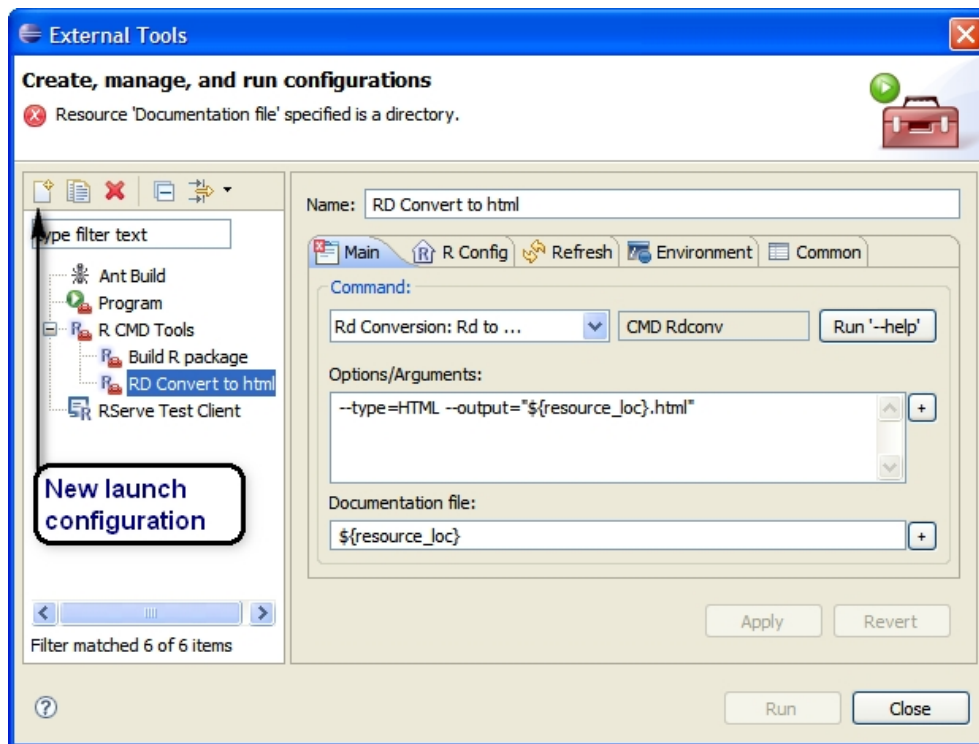 External Tools
Create, manage, and run configurations
Resource 'Documentation file' specified is a directory.
type filter text
Ant Build
Program
R CMD Tools
Build R package
RD Convert to html
RServe Test Client
New launch
configuration
Filter matched 6 of 6 items
Name: RD Convert to html
Main R Config Refresh Environment Common
Command:
Rd Conversion: Rd to ... CMD Rdconv Run '--help'
Options/Arguments:
--type=HTML --output="${resource_loc}.html" +
Documentation file:
${resource_loc} +
Apply Revert
? Run Close